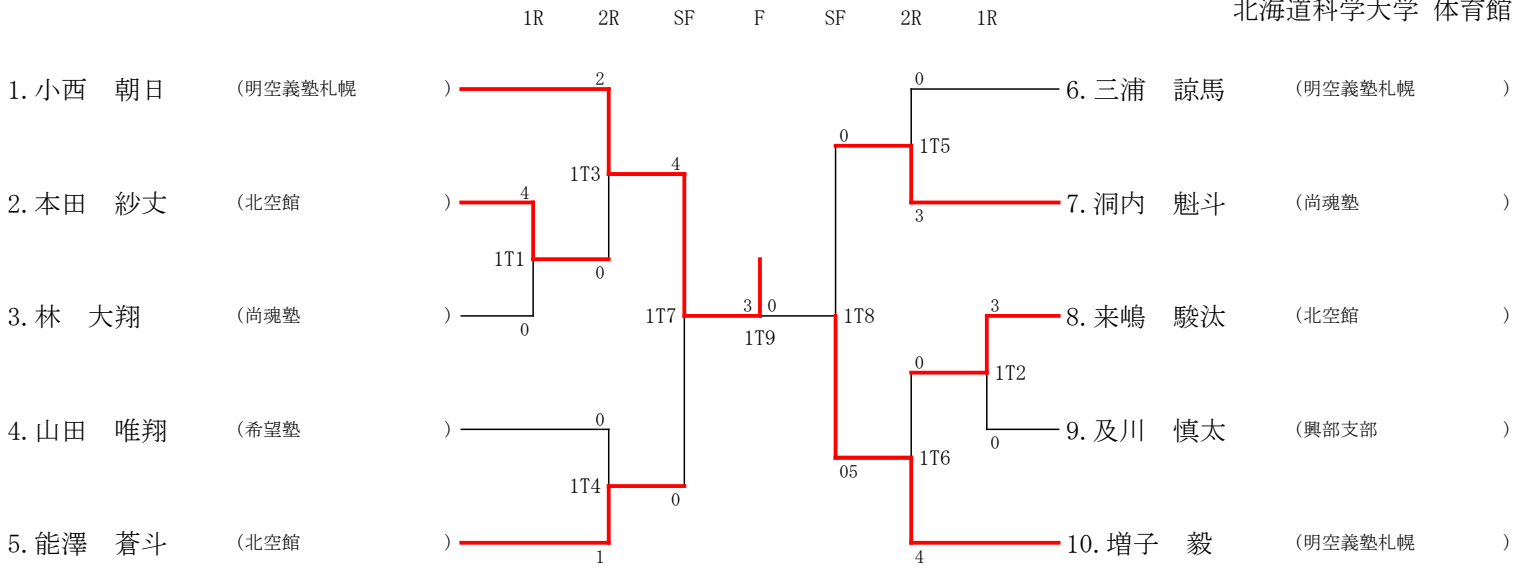 北海道科学大学 体育館
1R 2R SF F SF 2R 1R
1. 小西 朝日 (明空義塾札幌 ) 2
0 6. 三浦 諒馬 (明空義塾札幌 )
0 1T5
1T3 4
2. 本田 紗丈 (北空館 ) 4
3 7. 洞内 魁斗 (尚魂塾 )
1T1 0
3. 林 大翔 (尚魂塾 ) 0
1T7 3 0 1T8
1T9
3 8. 来嶋 駿汰 (北空館 )
0 1T2
4. 山田 唯翔 (希望塾 ) 0
0 9. 及川 慎太 (興部支部 )
05 1T6
1T4 0
5. 能澤 蒼斗 (北空館 ) 1
4 10. 増子 毅 (明空義塾札幌 )